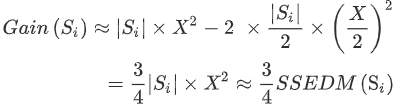 Gain (S_i) ≈ |S_i| × X^2 − 2 × |S_i|/2 × (X/2)^2
= 3/4 |S_i| × X^2 ≈ 3/4 SSEDM (S_i)